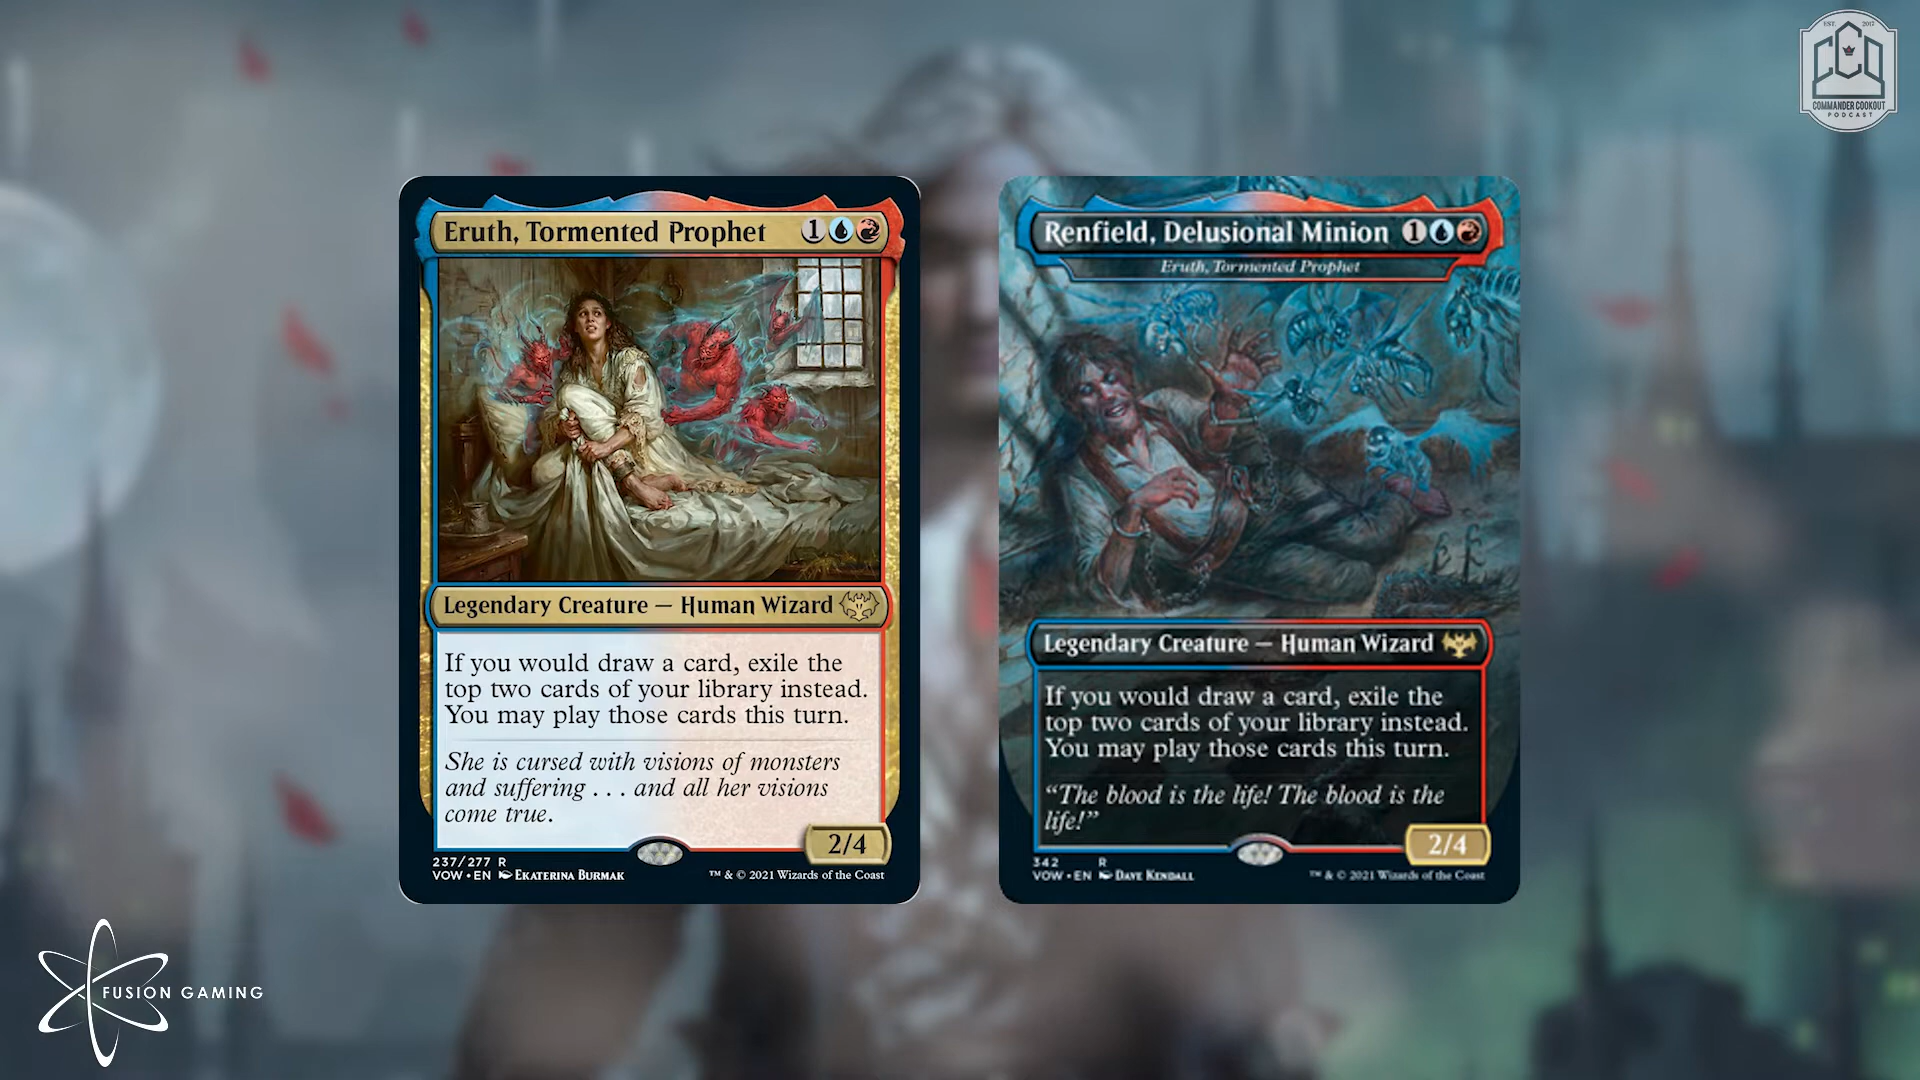 EST. 2017
CCO
COMMANDER COOKOUT
PODCAST
Eruth, Tormented Prophet 1
Legendary Creature — Human Wizard
If you would draw a card, exile the
top two cards of your library instead.
You may play those cards this turn.
She is cursed with visions of monsters
and suffering . . . and all her visions
come true.
2/4
237/277 R
VOW • EN EKATERINA BURMAK
™ & © 2021 Wizards of the Coast
Renfield, Delusional Minion 1
Eruth, Tormented Prophet
Legendary Creature — Human Wizard
If you would draw a card, exile the
top two cards of your library instead.
You may play those cards this turn.
“The blood is the life! The blood is the
life!”
2/4
342 R
VOW • EN DAVE KENDALL
™ & © 2021 Wizards of the Coast
FUSION GAMING